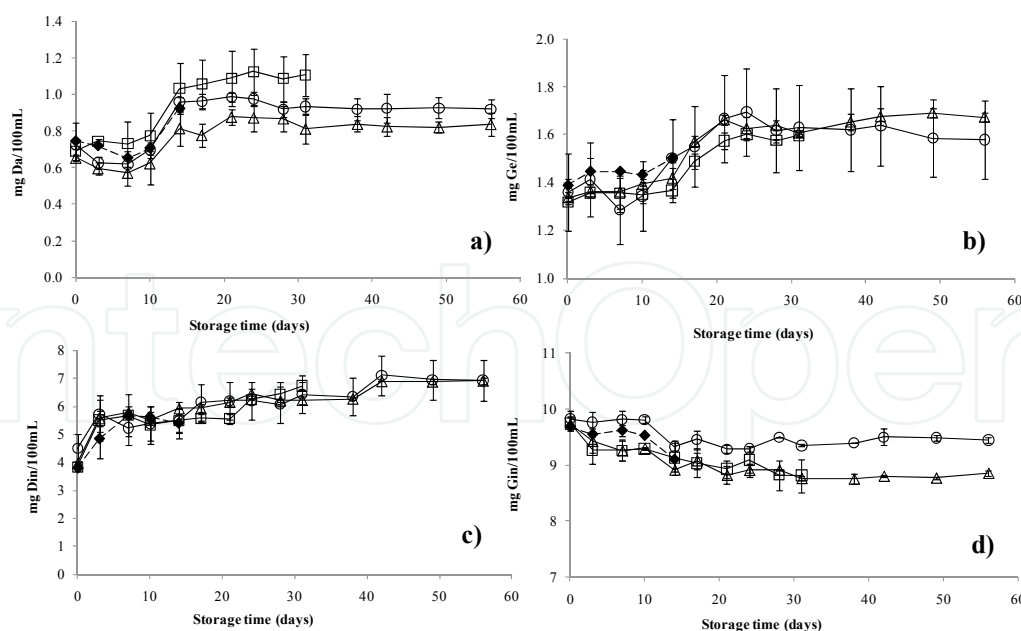 mg Da/100mL
1.4
1.2
1.0
0.8
0.6
0.4
0.2
0.0
0 10 20 30 40 50 60
Storage time (days)
a)
mg Ge/100mL
2.0
1.8
1.6
1.4
1.2
1.0
0 10 20 30 40 50 60
Storage time (days)
b)
mg Din/100mL
8
7
6
5
4
3
2
1
0
0 10 20 30 40 50 60
Storage time (days)
c)
mg Gin/100mL
11
10
9
8
7
0 10 20 30 40 50 60
Storage time (days)
d)
ntechOpen